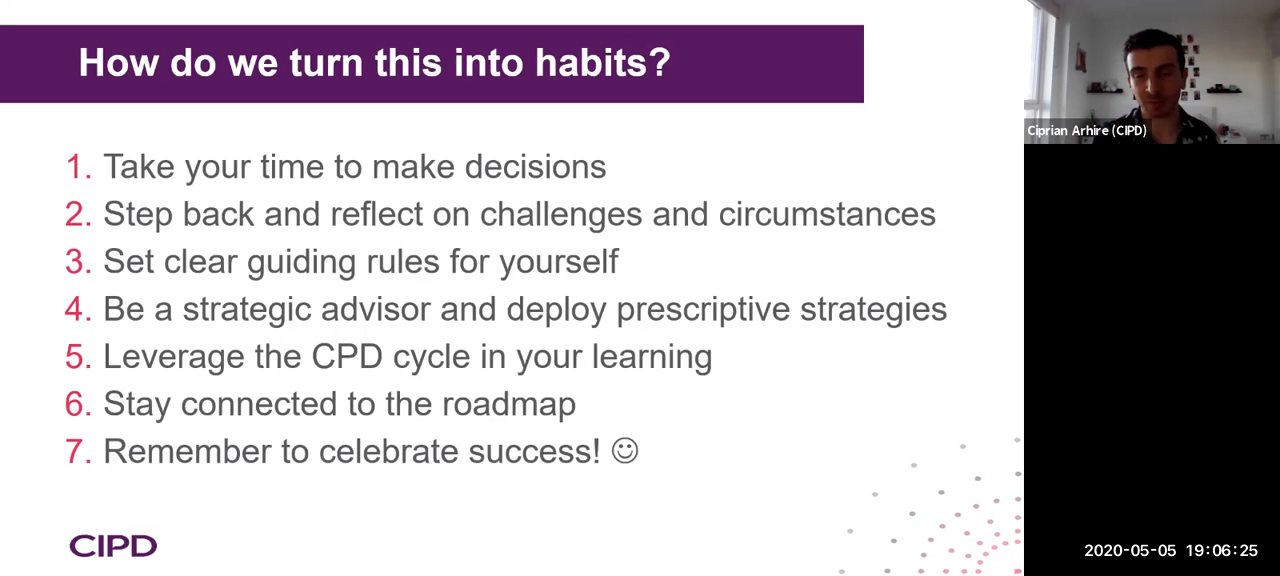 How do we turn this into habits?
1. Take your time to make decisions
2. Step back and reflect on challenges and circumstances
3. Set clear guiding rules for yourself
4. Be a strategic advisor and deploy prescriptive strategies
5. Leverage the CPD cycle in your learning
6. Stay connected to the roadmap
7. Remember to celebrate success! ☺
CIPD
Ciprian Arhire (CIPD)
2020-05-05 19:06:25